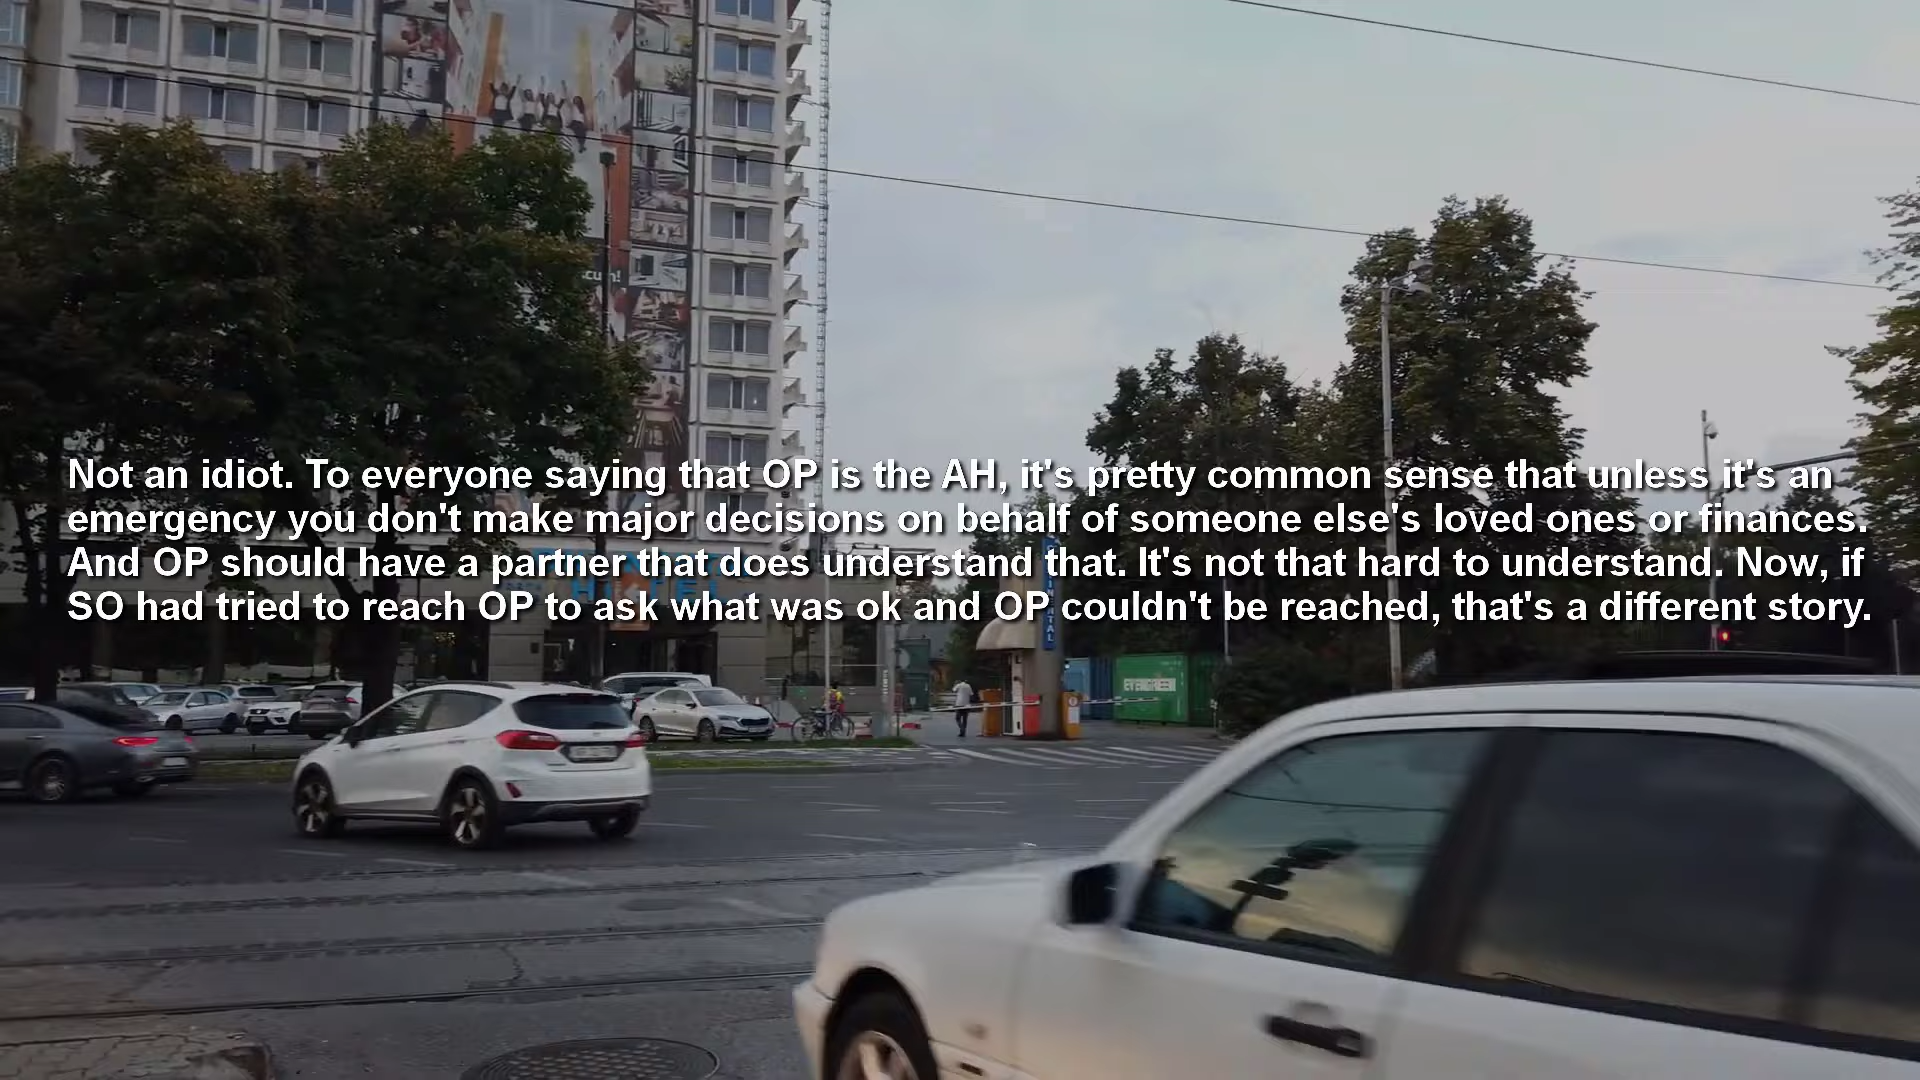 cum!
Not an idiot. To everyone saying that OP is the AH, it's pretty common sense that unless it's an
emergency you don't make major decisions on behalf of someone else's loved ones or finances.
And OP should have a partner that does understand that. It's not that hard to understand. Now, if
SO had tried to reach OP to ask what was ok and OP couldn't be reached, that's a different story.
HOTEL
EVERGREEN